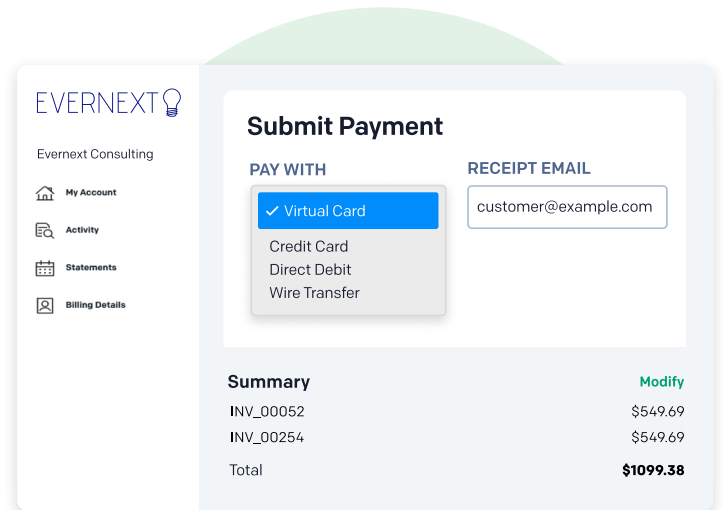 EVERNEXT
Evernext Consulting
My Account
Activity
Statements
Billing Details
Submit Payment
PAY WITH
Virtual Card
Credit Card
Direct Debit
Wire Transfer
RECEIPT EMAIL
customer@example.com
Summary
Modify
INV_00052 $549.69
INV_00254 $549.69
Total $1099.38